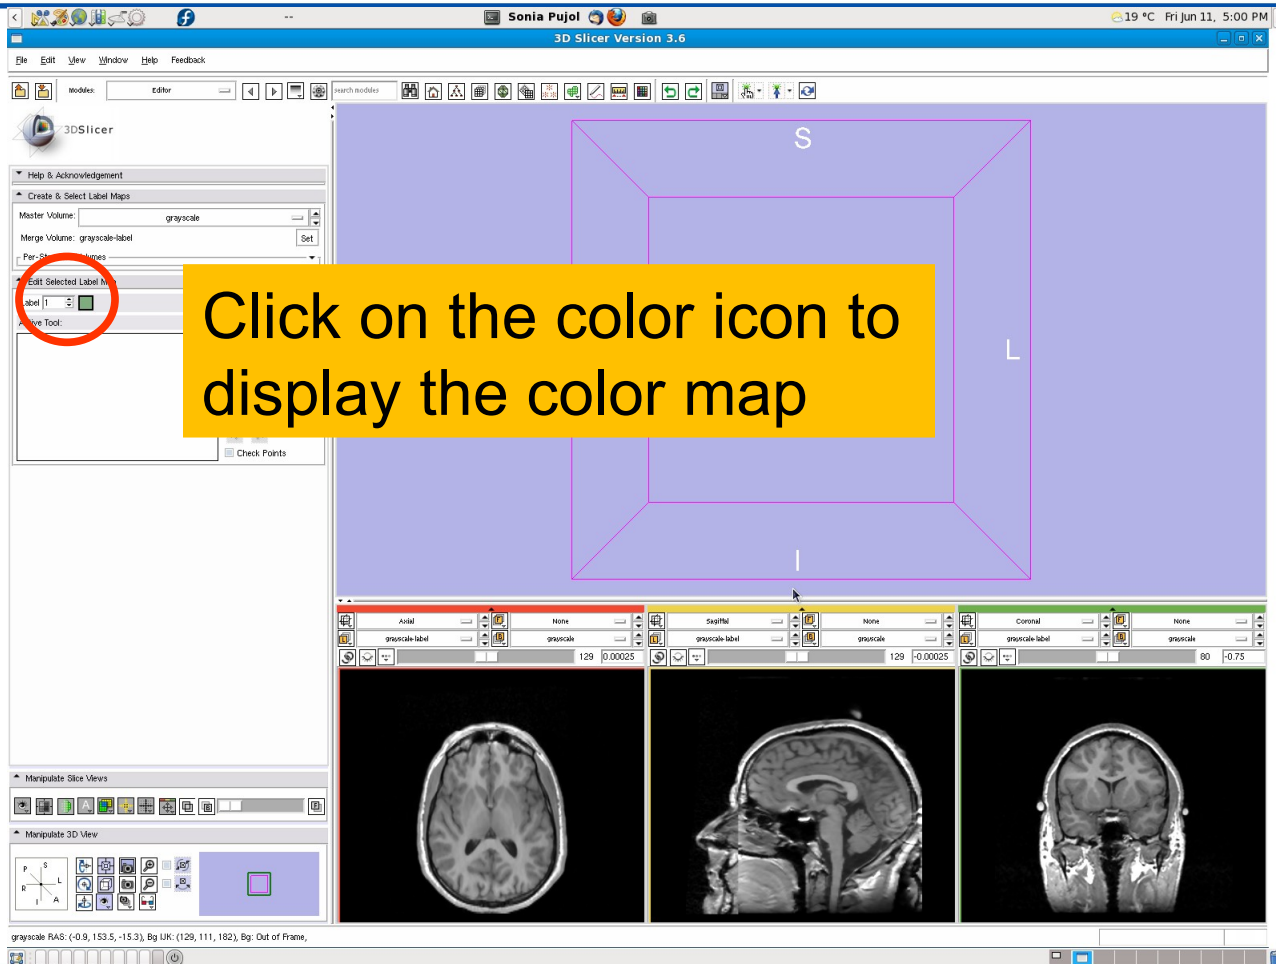 -- Sonia Pujol 19 °C Fri Jun 11, 5:00 PM
3D Slicer Version 3.6
File Edit View Window Help Feedback
Modules: Editor search modules
3DSlicer
Help & Acknowledgement
Create & Select Label Maps
Master Volume: grayscale
Merge Volume: grayscale-label Set
Edit Selected Label Map
Label 1
Active Tool:
Click on the color icon to
display the color map
Check Points
S
L
I
Axial None Sagittal None Coronal None
grayscale-label grayscale grayscale-label grayscale grayscale-label grayscale
129 0.00025 129 -0.00025 80 -0.75
Manipulate Slice Views
Manipulate 3D View
P S
R L
I A
grayscale RAS: (-0.9, 153.5, -15.3), Bg IJK: (129, 111, 182), Bg: Out of Frame,